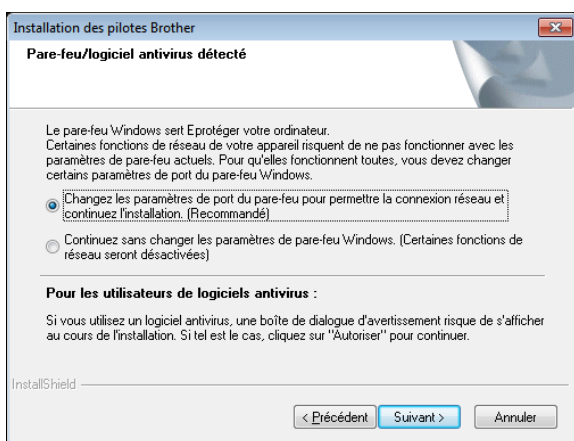 Installation des pilotes Brother
Pare-feu/logiciel antivirus détecté
Le pare-feu Windows sert Eprotéger votre ordinateur.
Certaines fonctions de réseau de votre appareil risquent de ne pas fonctionner avec les
paramètres de pare-feu actuels. Pour qu'elles fonctionnent toutes, vous devez changer
certains paramètres de port du pare-feu Windows.
Changez les paramètres de port du pare-feu pour permettre la connexion réseau et
continuez l'installation. (Recommandé)
Continuez sans changer les paramètres de pare-feu Windows. (Certaines fonctions de
réseau seront désactivées)
Pour les utilisateurs de logiciels antivirus :
Si vous utilisez un logiciel antivirus, une boîte de dialogue d'avertissement risque de s'afficher
au cours de l'installation. Si tel est le cas, cliquez sur "Autoriser" pour continuer.
InstallShield
< Précédent Suivant > Annuler